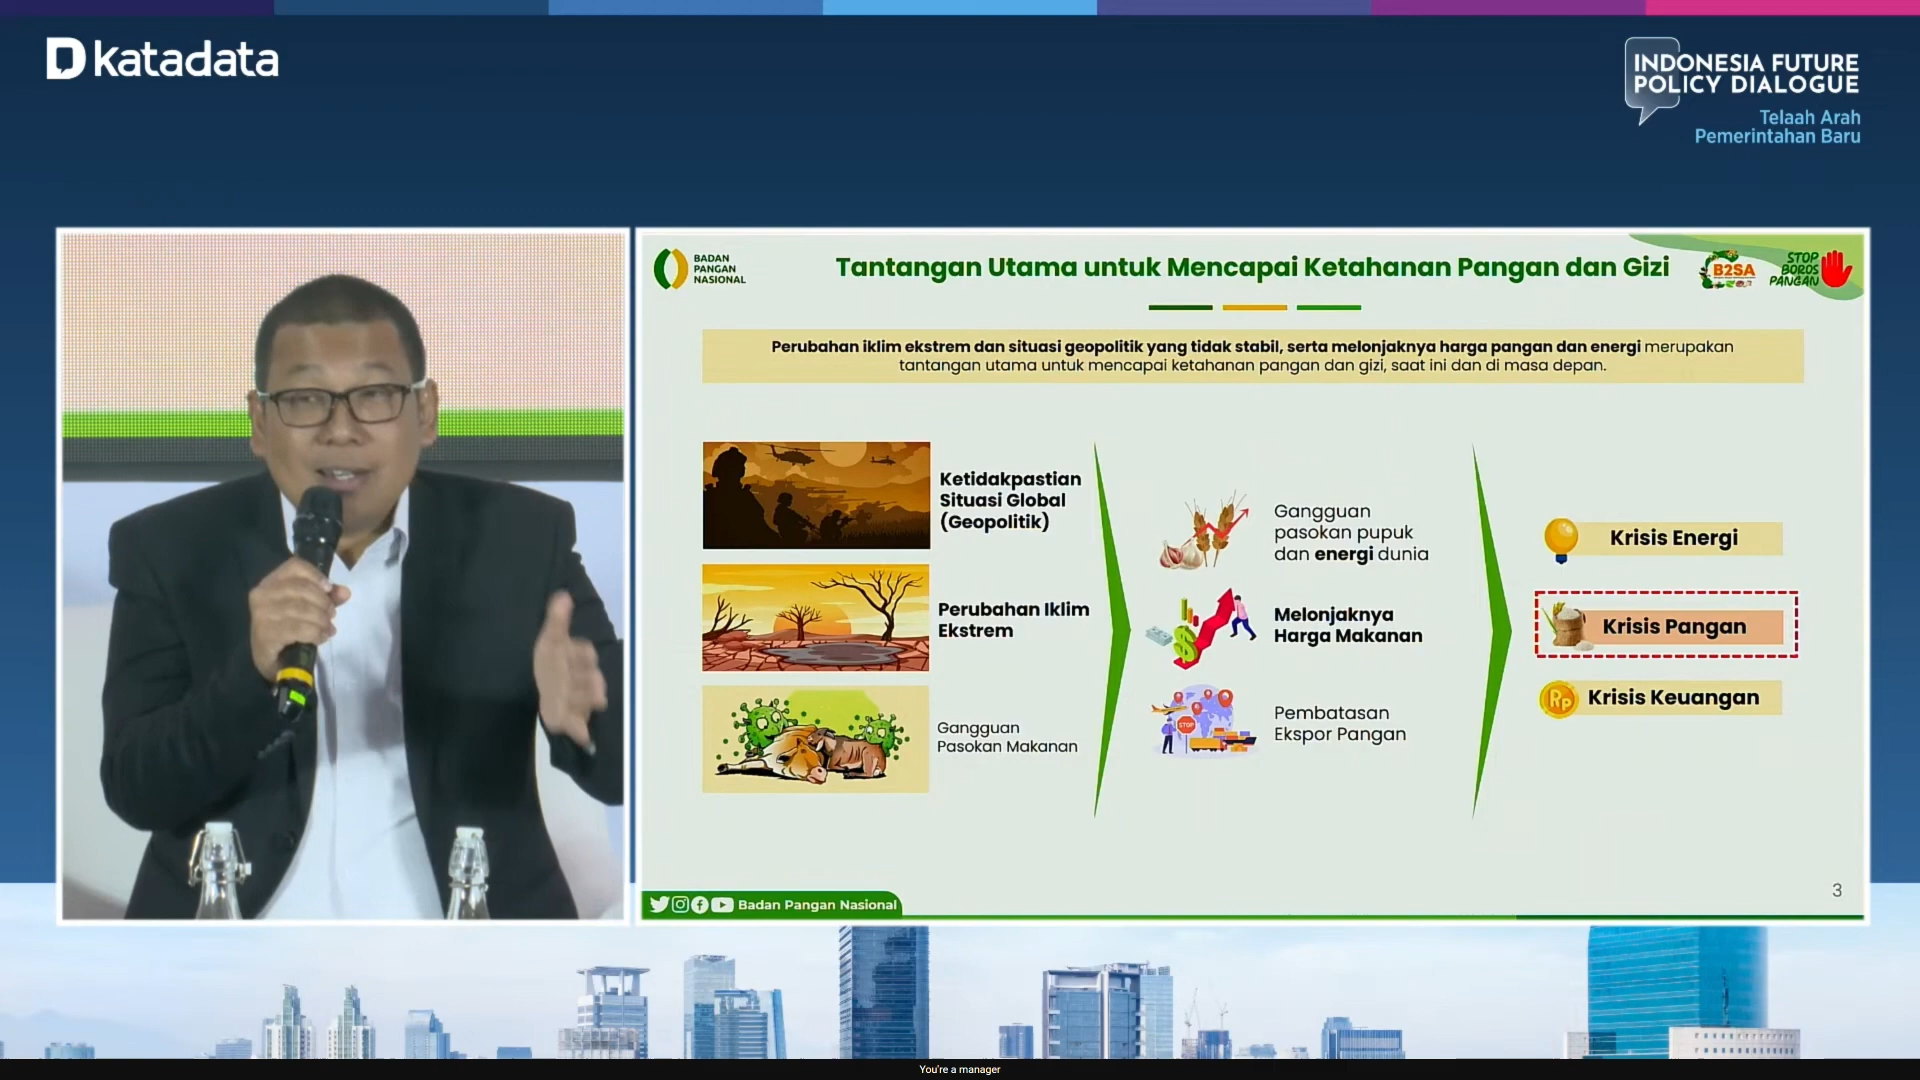 katadata
INDONESIA FUTURE
POLICY DIALOGUE
Telaah Arah
Pemerintahan Baru
BADAN
PANGAN
NASIONAL
Tantangan Utama untuk Mencapai Ketahanan Pangan dan Gizi
B2SA
STOP
BOROS
PANGAN
Perubahan iklim ekstrem dan situasi geopolitik yang tidak stabil, serta melonjaknya harga pangan dan energi merupakan
tantangan utama untuk mencapai ketahanan pangan dan gizi, saat ini dan di masa depan.
Ketidakpastian
Situasi Global
(Geopolitik)
Perubahan Iklim
Ekstrem
Gangguan
Pasokan Makanan
Gangguan
pasokan pupuk
dan energi dunia
Melonjaknya
Harga Makanan
STOP
Pembatasan
Ekspor Pangan
Krisis Energi
Krisis Pangan
Rp
Krisis Keuangan
Badan Pangan Nasional
3
You're a manager